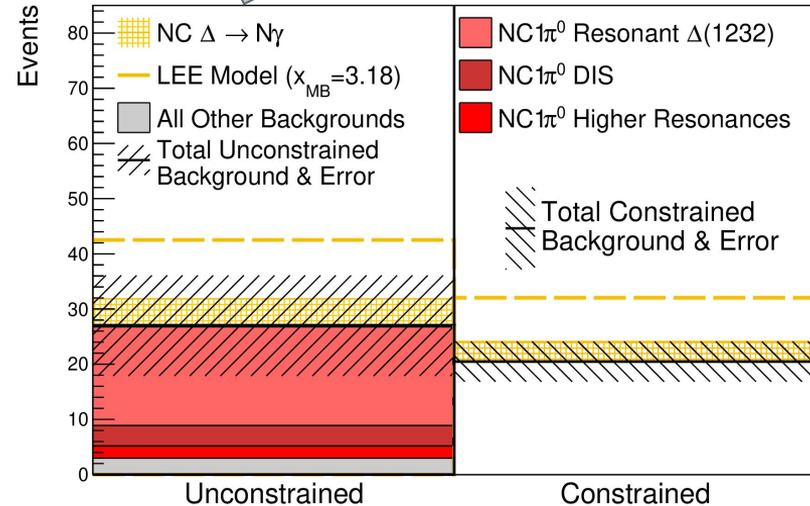 Events
80
70
60
50
40
30
20
10
0
NC Δ → Nγ
LEE Model (x_MB=3.18)
All Other Backgrounds
Total Unconstrained
Background & Error
NC1π⁰ Resonant Δ(1232)
NC1π⁰ DIS
NC1π⁰ Higher Resonances
Total Constrained
Background & Error
Unconstrained
Constrained